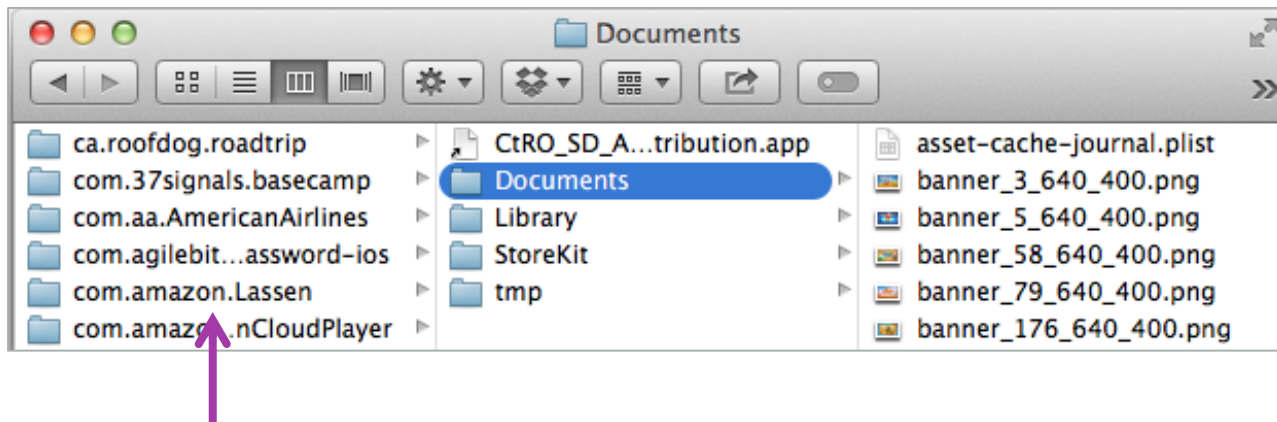 Documents
ca.roofdog.roadtrip
com.37signals.basecamp
com.aa.AmericanAirlines
com.agilebit...assword-ios
com.amazon.Lassen
com.amazo...nCloudPlayer
CtRO_SD_A...tribution.app
Documents
Library
StoreKit
tmp
asset-cache-journal.plist
banner_3_640_400.png
banner_5_640_400.png
banner_58_640_400.png
banner_79_640_400.png
banner_176_640_400.png